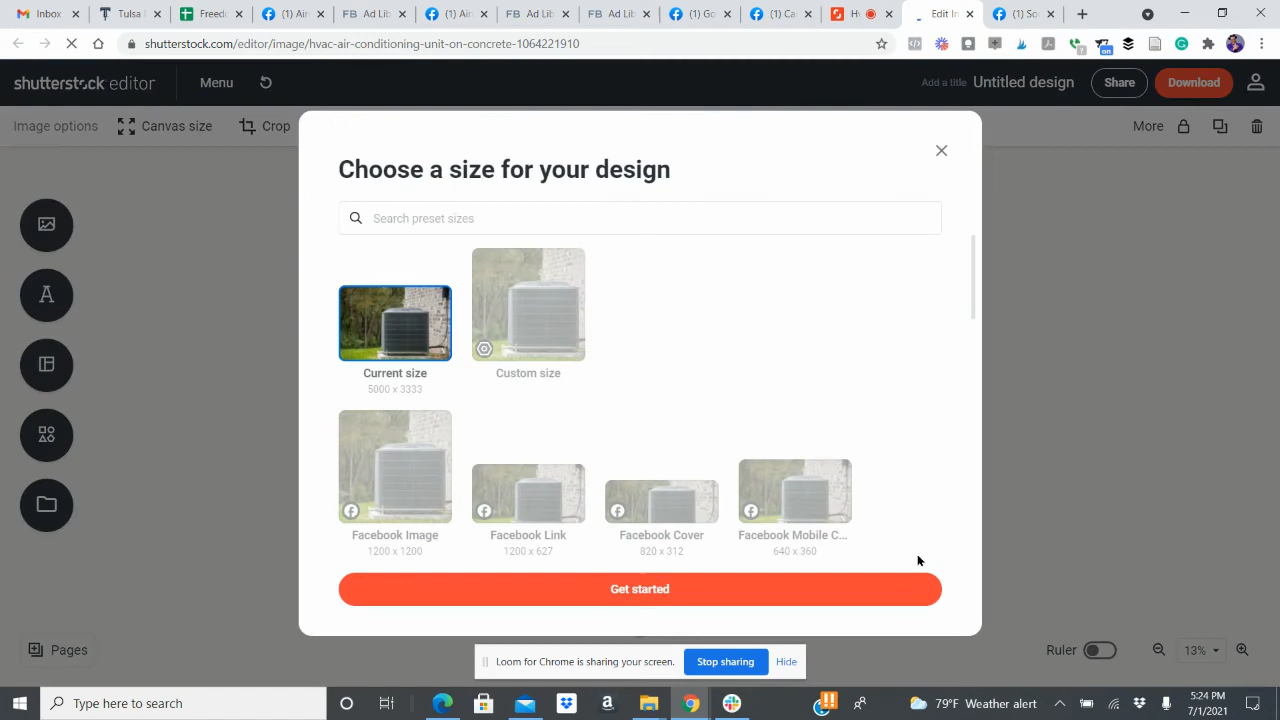 Inbox
Tulsa
Freed
(1) Air
FB Ad Li
(1) Air
FB Ad Lib
FB Ad Lib
(1) Go
(1) Ca
H
Edit In
(1) So
shutterstock.com/editor/image/hvac-air-conditioning-unit-on-concrete-1064221910
on
shutterstock editor
Menu
Add a title
Untitled design
Share
Download
Image options
Canvas size
Crop
More
Choose a size for your design
Search preset sizes
Current size
5000 x 3333
Custom size
Facebook Image
1200 x 1200
Facebook Link
1200 x 627
Facebook Cover
820 x 312
Facebook Mobile C...
640 x 360
Get started
Pages
Ruler
13%
Loom for Chrome is sharing your screen.
Stop sharing
Hide
Type here to search
79°F Weather alert
5:24 PM
7/1/2021